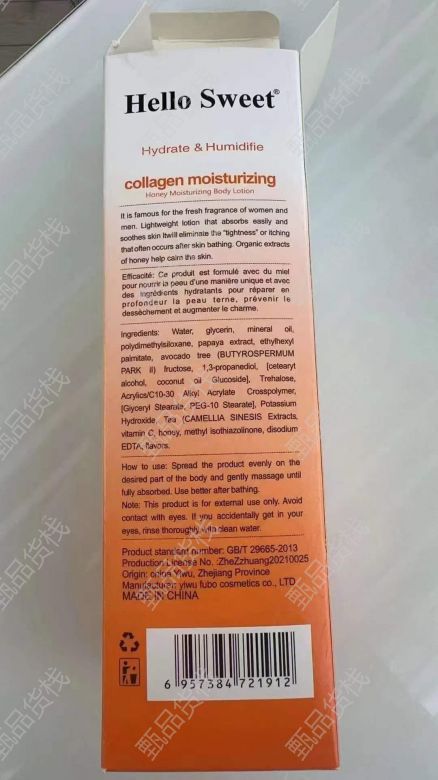 Hello Sweet®
Hydrate & Humidifie
collagen moisturizing
Honey Moisturizing Body Lotion
It is famous for the fresh fragrance of women and
men. Lightweight lotion that absorbs easily and
soothes skin Itwill eliminate the "tightness" or itching
that often occurs after skin bathing. Organic extracts
of honey help calm the skin.
Efficacité: Ce produit est formulé avec du miel
pour nourrir la peeu d'une manière unique et avec
des ingrédients hydratants pour réparer en
profondeur la peau terne, prévenir le
dessèchement et augmenter le charme.
Ingredients: Water, glycerin, mineral oil,
polydimethylsiloxane, papaya extract, ethylhexyl
palmitate, avocado tree (BUTYROSPERMUM
PARK II) fructose, 1,3-propanediol, [cetearyl
alcohol, coconut oil Glucoside], Trehalose,
Acrylics/C10-30 Alkyl Acrylate Crosspolymer,
[Glyceryl Stearate, PEG-10 Stearate], Potassium
Hydroxide, Tea (CAMELLIA SINESIS Extracts,
vitamin C, honey, methyl isothiazolinone, disodium
EDTA, flavors.
How to use: Spread the product evenly on the
desired part of the body and gently massage until
fully absorbed. Use better after bathing.
Note: This product is for external use only. Avoid
contact with eyes. If you accidentally get in your
eyes, rinse thoroughly with clean water.
Product standard number: GB/T 29665-2013
Production License No. :ZheZzhuang20210025
Origin: china Yiwu, Zhejiang Province
Manufacturer: yiwu fubo cosmetics co., LTD
MADE IN CHINA
6 957384 721912
甄品货栈